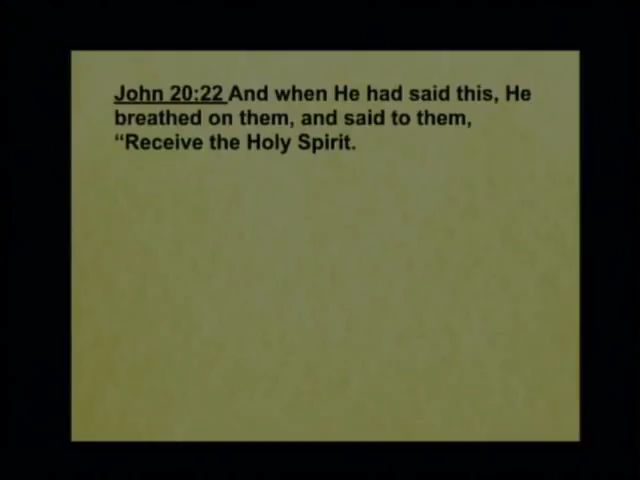 John 20:22 And when He had said this, He
breathed on them, and said to them,
“Receive the Holy Spirit.